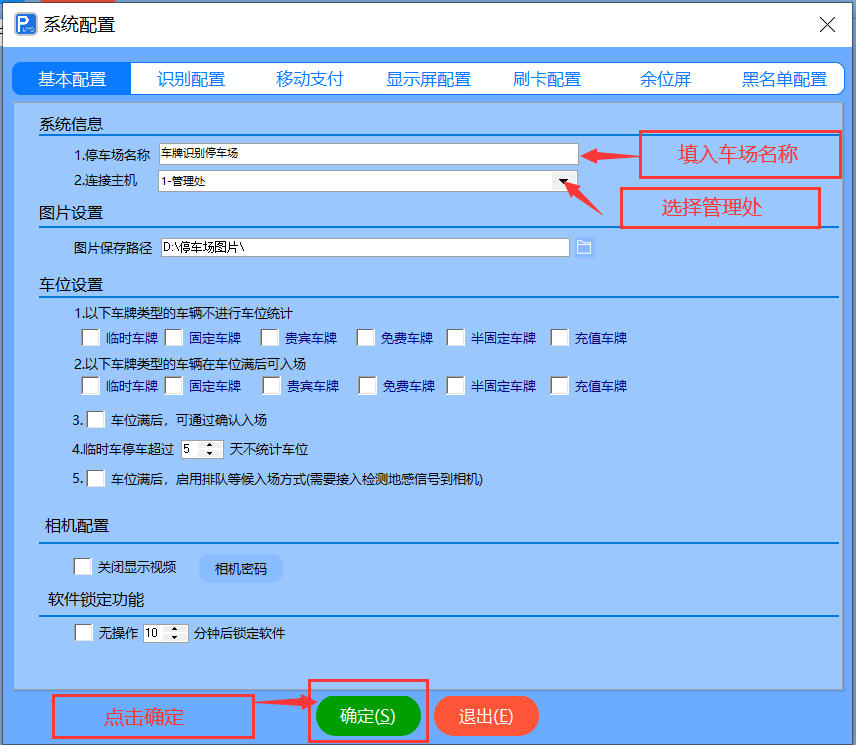 系统配置
基本配置 识别配置 移动支付 显示屏配置 刷卡配置 余位屏 黑名单配置
系统信息
1.停车场名称 车牌识别停车场 填入车场名称
2.连接主机 1-管理处 选择管理处
图片设置
图片保存路径 D:\停车场图片\
车位设置
1.以下车牌类型的车辆不进行车位统计
临时车牌 固定车牌 贵宾车牌 免费车牌 半固定车牌 充值车牌
2.以下车牌类型的车辆在车位满后可入场
临时车牌 固定车牌 贵宾车牌 免费车牌 半固定车牌 充值车牌
3. 车位满后，可通过确认入场
4.临时车停车超过 5 天不统计车位
5. 车位满后，启用排队等候入场方式(需要接入检测地感信号到相机)
相机配置
关闭显示视频 相机密码
软件锁定功能
无操作 10 分钟后锁定软件
点击确定 确定(S) 退出(E)